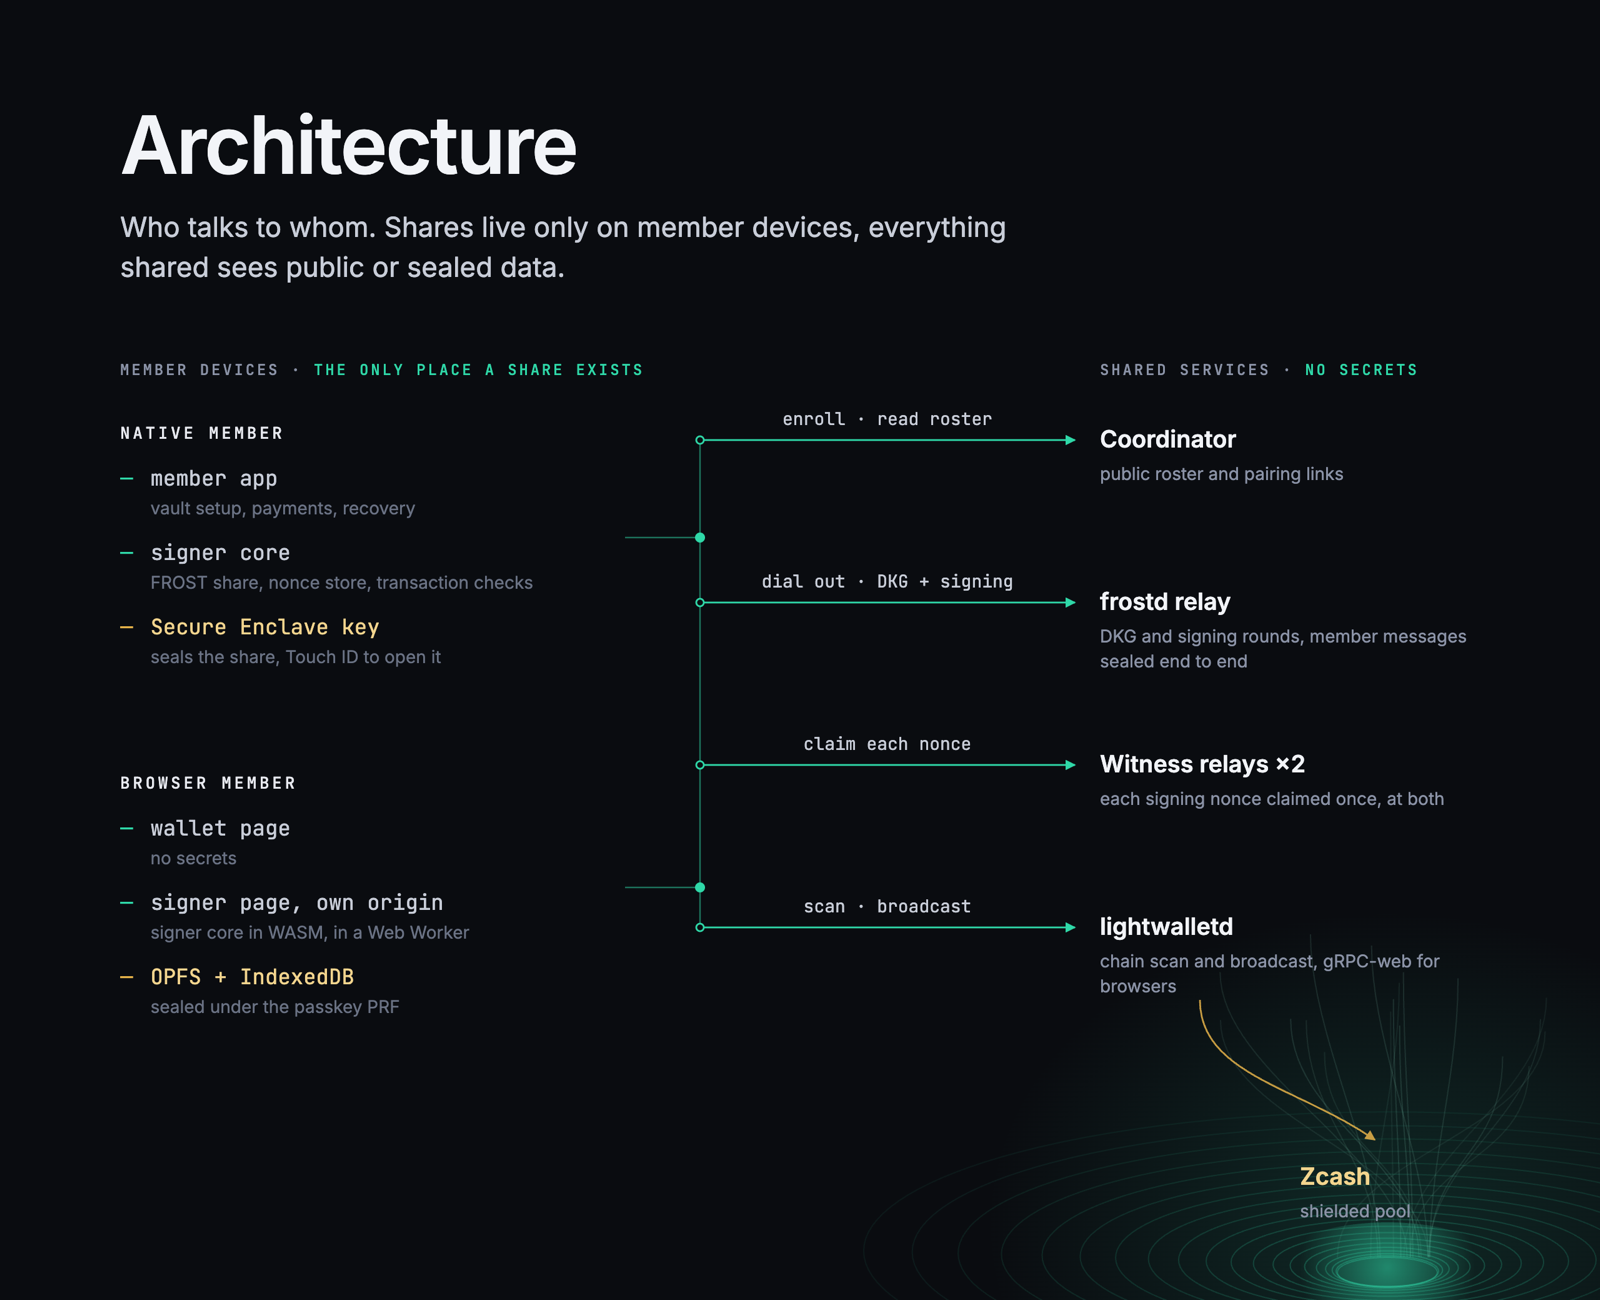 Architecture
Who talks to whom. Shares live only on member devices, everything
shared sees public or sealed data.
MEMBER DEVICES · THE ONLY PLACE A SHARE EXISTS
NATIVE MEMBER
– member app
vault setup, payments, recovery
– signer core
FROST share, nonce store, transaction checks
– Secure Enclave key
seals the share, Touch ID to open it
BROWSER MEMBER
– wallet page
no secrets
– signer page, own origin
signer core in WASM, in a Web Worker
– OPFS + IndexedDB
sealed under the passkey PRF
enroll · read roster
dial out · DKG + signing
claim each nonce
scan · broadcast
SHARED SERVICES · NO SECRETS
Coordinator
public roster and pairing links
frostd relay
DKG and signing rounds, member messages
sealed end to end
Witness relays ×2
each signing nonce claimed once, at both
lightwalletd
chain scan and broadcast, gRPC-web for
browsers
Zcash
shielded pool